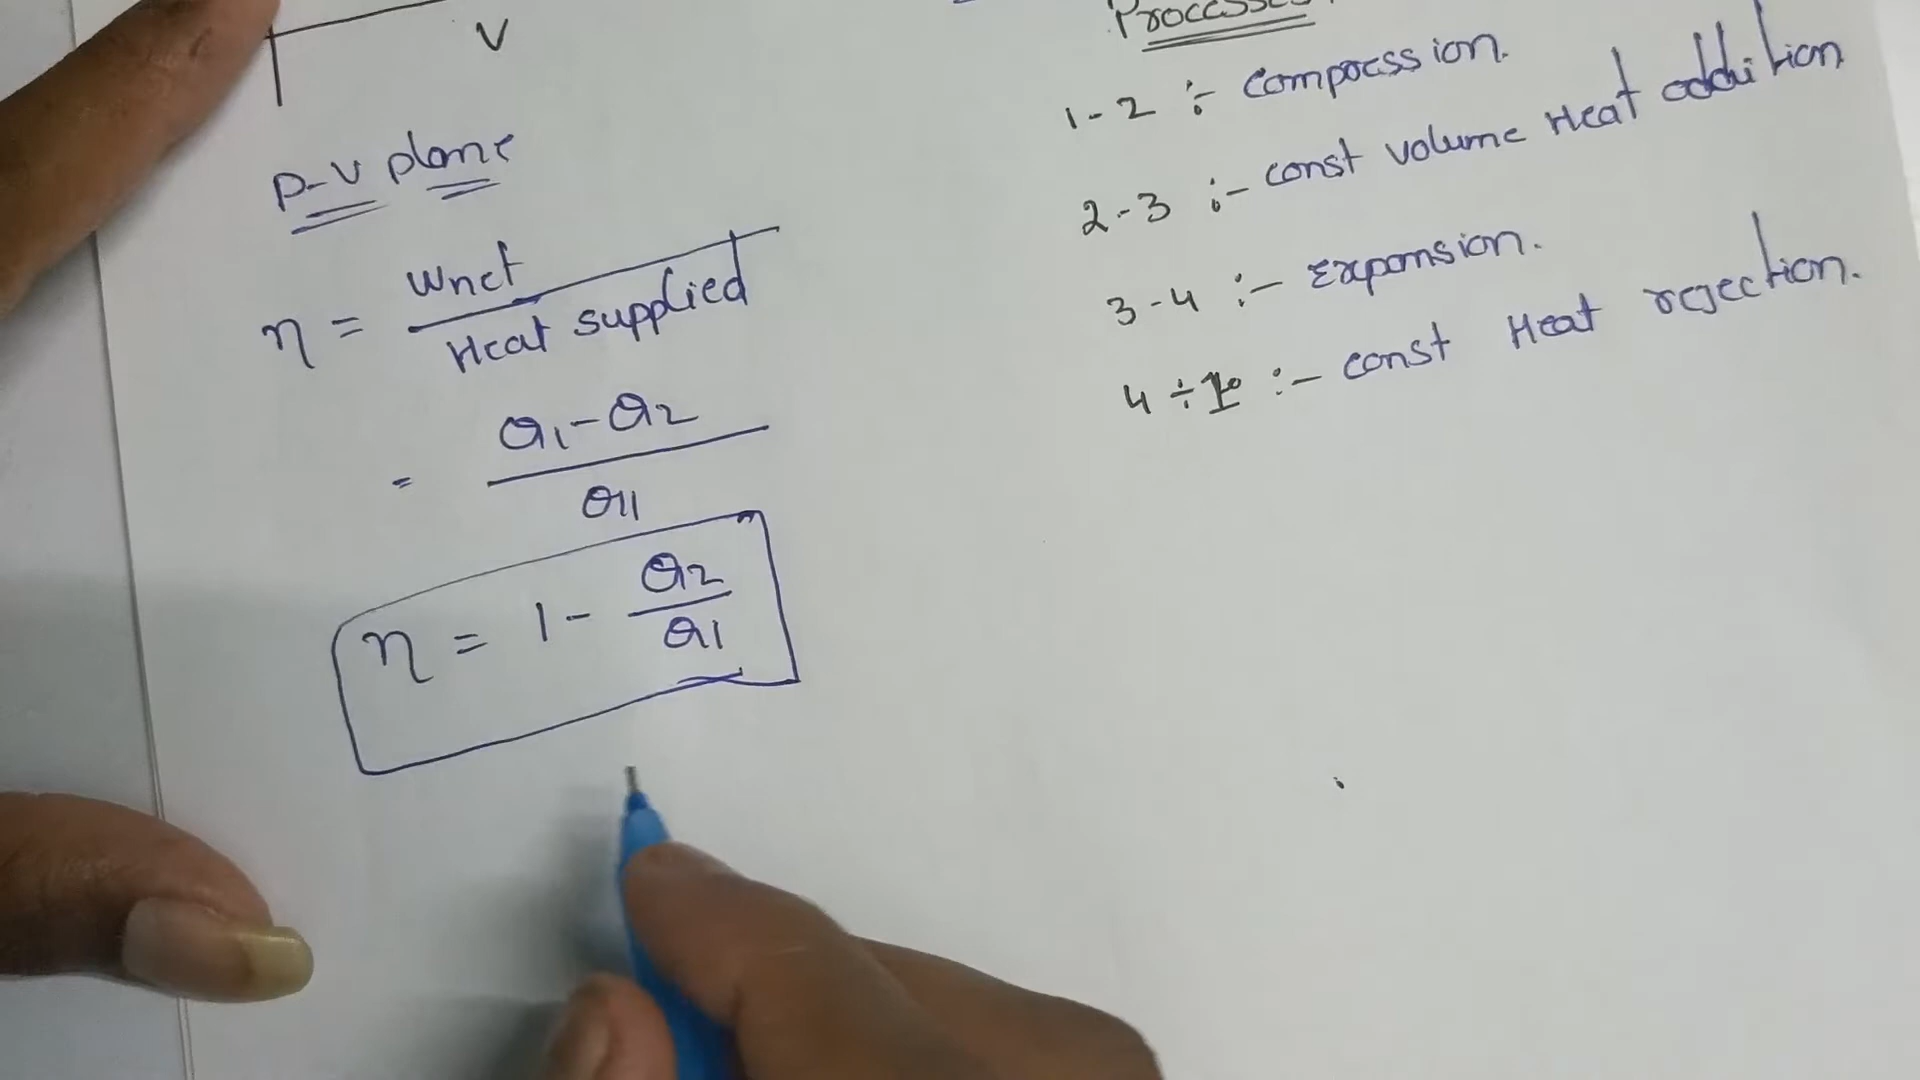 V
P-V plane
η = Wnet / Heat supplied
= Q1-Q2 / Q1
η = 1 - Q2 / Q1
Processes
1-2 :- Compression.
2-3 :- const volume Heat addition
3-4 :- Expansion.
4 ÷ 1 :- const Heat rejection.